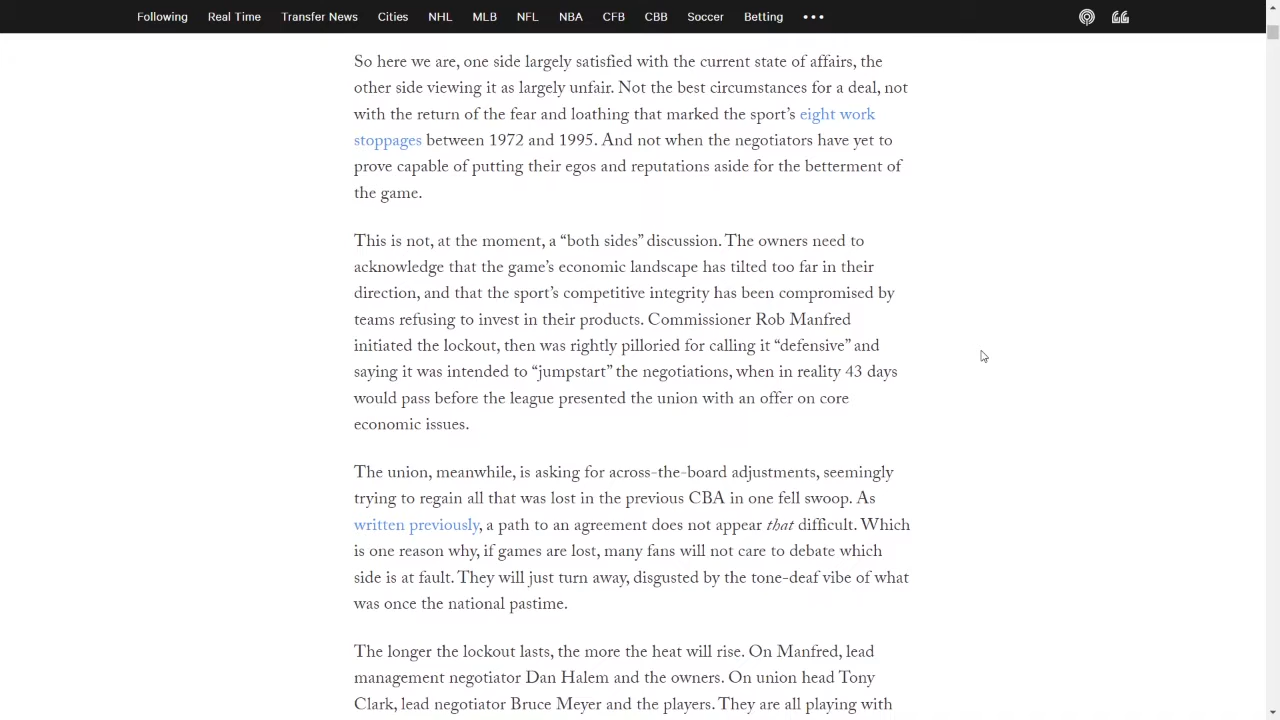 Following Real Time Transfer News Cities NHL MLB NFL NBA CFB CBB Soccer Betting
So here we are, one side largely satisfied with the current state of affairs, the
other side viewing it as largely unfair. Not the best circumstances for a deal, not
with the return of the fear and loathing that marked the sport’s eight work
stoppages between 1972 and 1995. And not when the negotiators have yet to
prove capable of putting their egos and reputations aside for the betterment of
the game.
This is not, at the moment, a “both sides” discussion. The owners need to
acknowledge that the game’s economic landscape has tilted too far in their
direction, and that the sport’s competitive integrity has been compromised by
teams refusing to invest in their products. Commissioner Rob Manfred
initiated the lockout, then was rightly pilloried for calling it “defensive” and
saying it was intended to “jumpstart” the negotiations, when in reality 43 days
would pass before the league presented the union with an offer on core
economic issues.
The union, meanwhile, is asking for across-the-board adjustments, seemingly
trying to regain all that was lost in the previous CBA in one fell swoop. As
written previously, a path to an agreement does not appear that difficult. Which
is one reason why, if games are lost, many fans will not care to debate which
side is at fault. They will just turn away, disgusted by the tone-deaf vibe of what
was once the national pastime.
The longer the lockout lasts, the more the heat will rise. On Manfred, lead
management negotiator Dan Halem and the owners. On union head Tony
Clark, lead negotiator Bruce Meyer and the players. They are all playing with